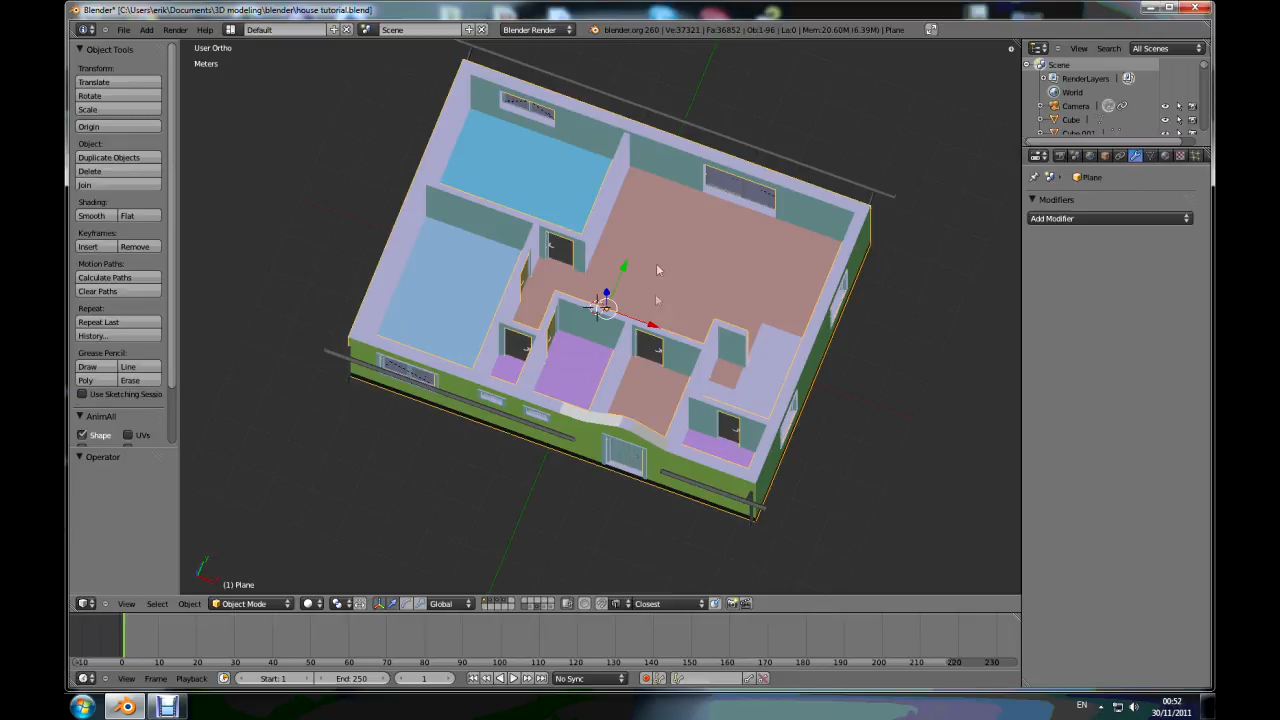 Blender* [C:\Users\erik\Documents\3D modeling\blender\house tutorial.blend]
File Add Render Help Default Scene Blender Render blender.org 260 | Ve:37321 | Fa:36852 | Ob:1-96 | La:0 | Mem:20.60M (6.39M) | Plane
Object Tools
Transform:
Translate
Rotate
Scale
Origin
Object:
Duplicate Objects
Delete
Join
Shading:
Smooth Flat
Keyframes:
Insert Remove
Motion Paths:
Calculate Paths
Clear Paths
Repeat:
Repeat Last
History...
Grease Pencil:
Draw Line
Poly Erase
Use Sketching Sessio
AnimAll
Shape UVs
Operator
User Ortho
Meters
(1) Plane
View Search All Scenes
Scene
RenderLayers
World
Camera
Cube
Cube.001
Plane
Modifiers
Add Modifier
View Select Object Object Mode Global Closest
-10 0 10 20 30 40 50 60 70 80 90 100 110 120 130 140 150 160 170 180 190 200 210 220 230
View Frame Playback Start: 1 End: 250 1 No Sync
EN 00:52
30/11/2011